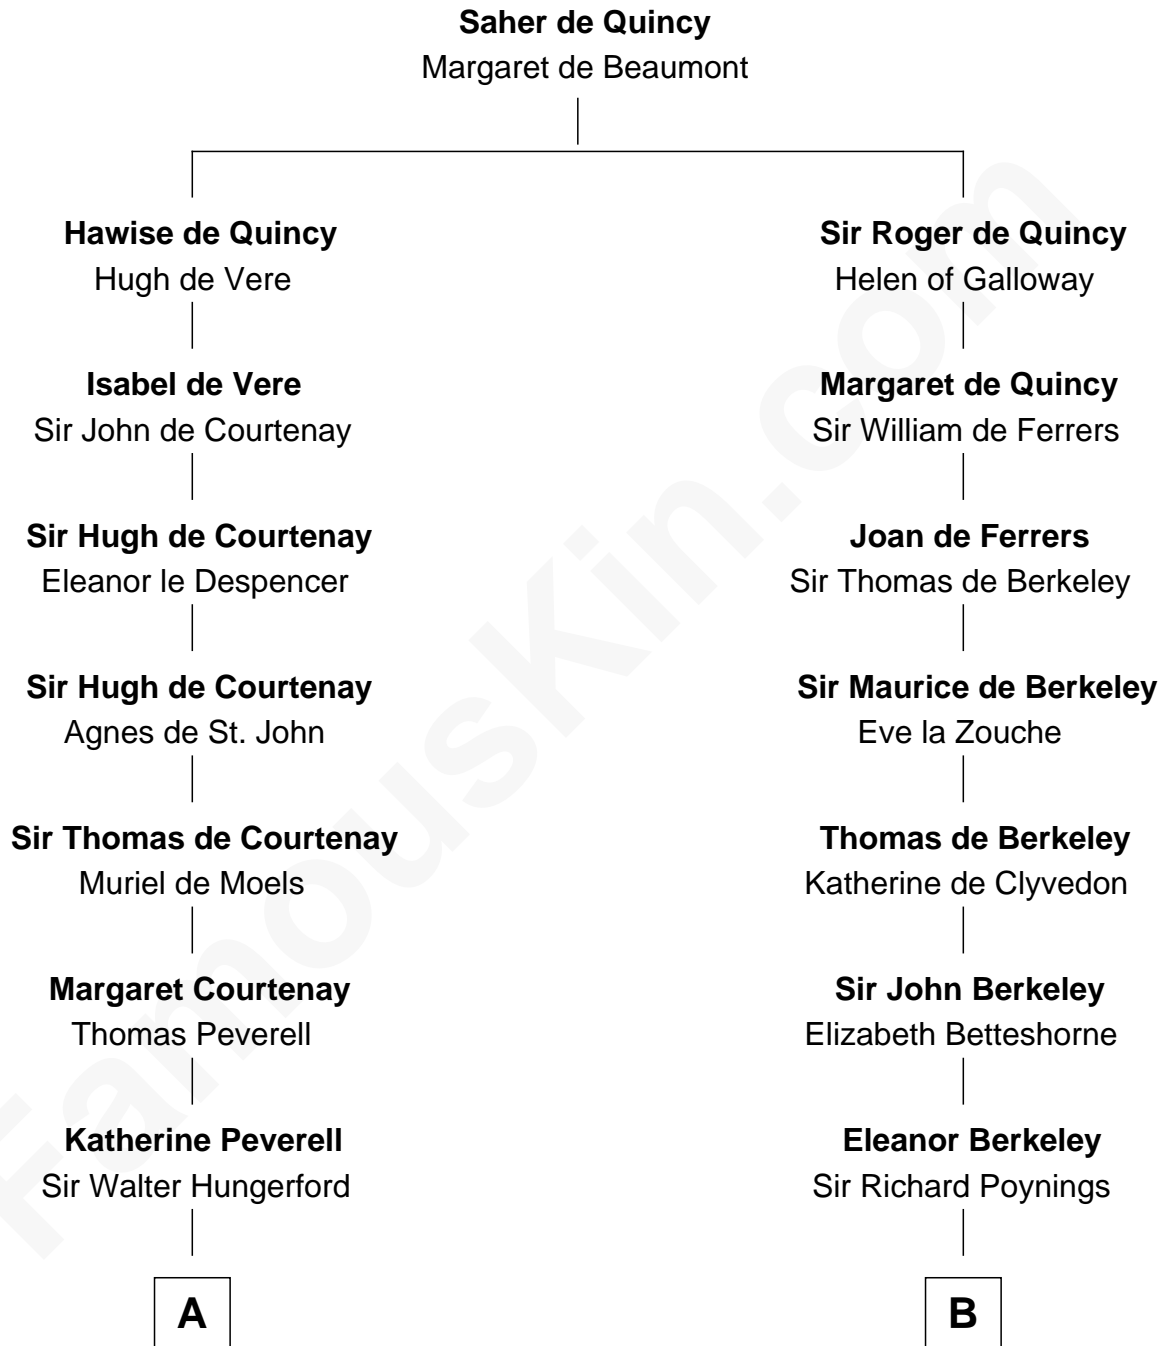 Saher de Quincy
Margaret de Beaumont
Hawise de Quincy
Hugh de Vere
Sir Roger de Quincy
Helen of Galloway
Isabel de Vere
Sir John de Courtenay
Margaret de Quincy
Sir William de Ferrers
Sir Hugh de Courtenay
Eleanor le Despencer
Joan de Ferrers
Sir Thomas de Berkeley
Sir Hugh de Courtenay
Agnes de St. John
Sir Maurice de Berkeley
Eve la Zouche
Sir Thomas de Courtenay
Muriel de Moels
Thomas de Berkeley
Katherine de Clyvedon
Margaret Courtenay
Thomas Peverell
Sir John Berkeley
Elizabeth Betteshorne
Katherine Peverell
Sir Walter Hungerford
Eleanor Berkeley
Sir Richard Poynings
A
B
FamousKin.com